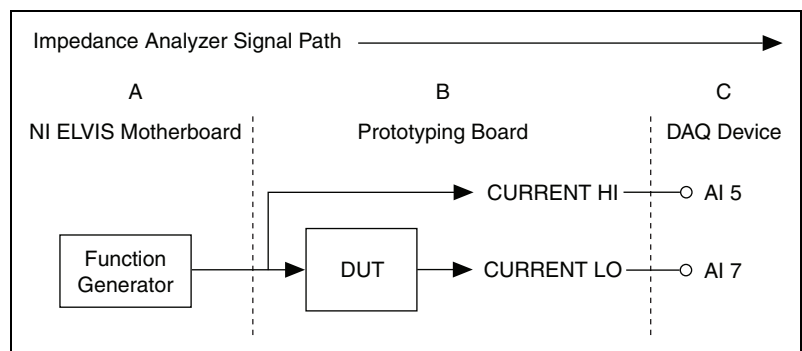 Impedance Analyzer Signal Path
A B C
NI ELVIS Motherboard Prototyping Board DAQ Device
CURRENT HI AI 5
Function
Generator
DUT CURRENT LO AI 7